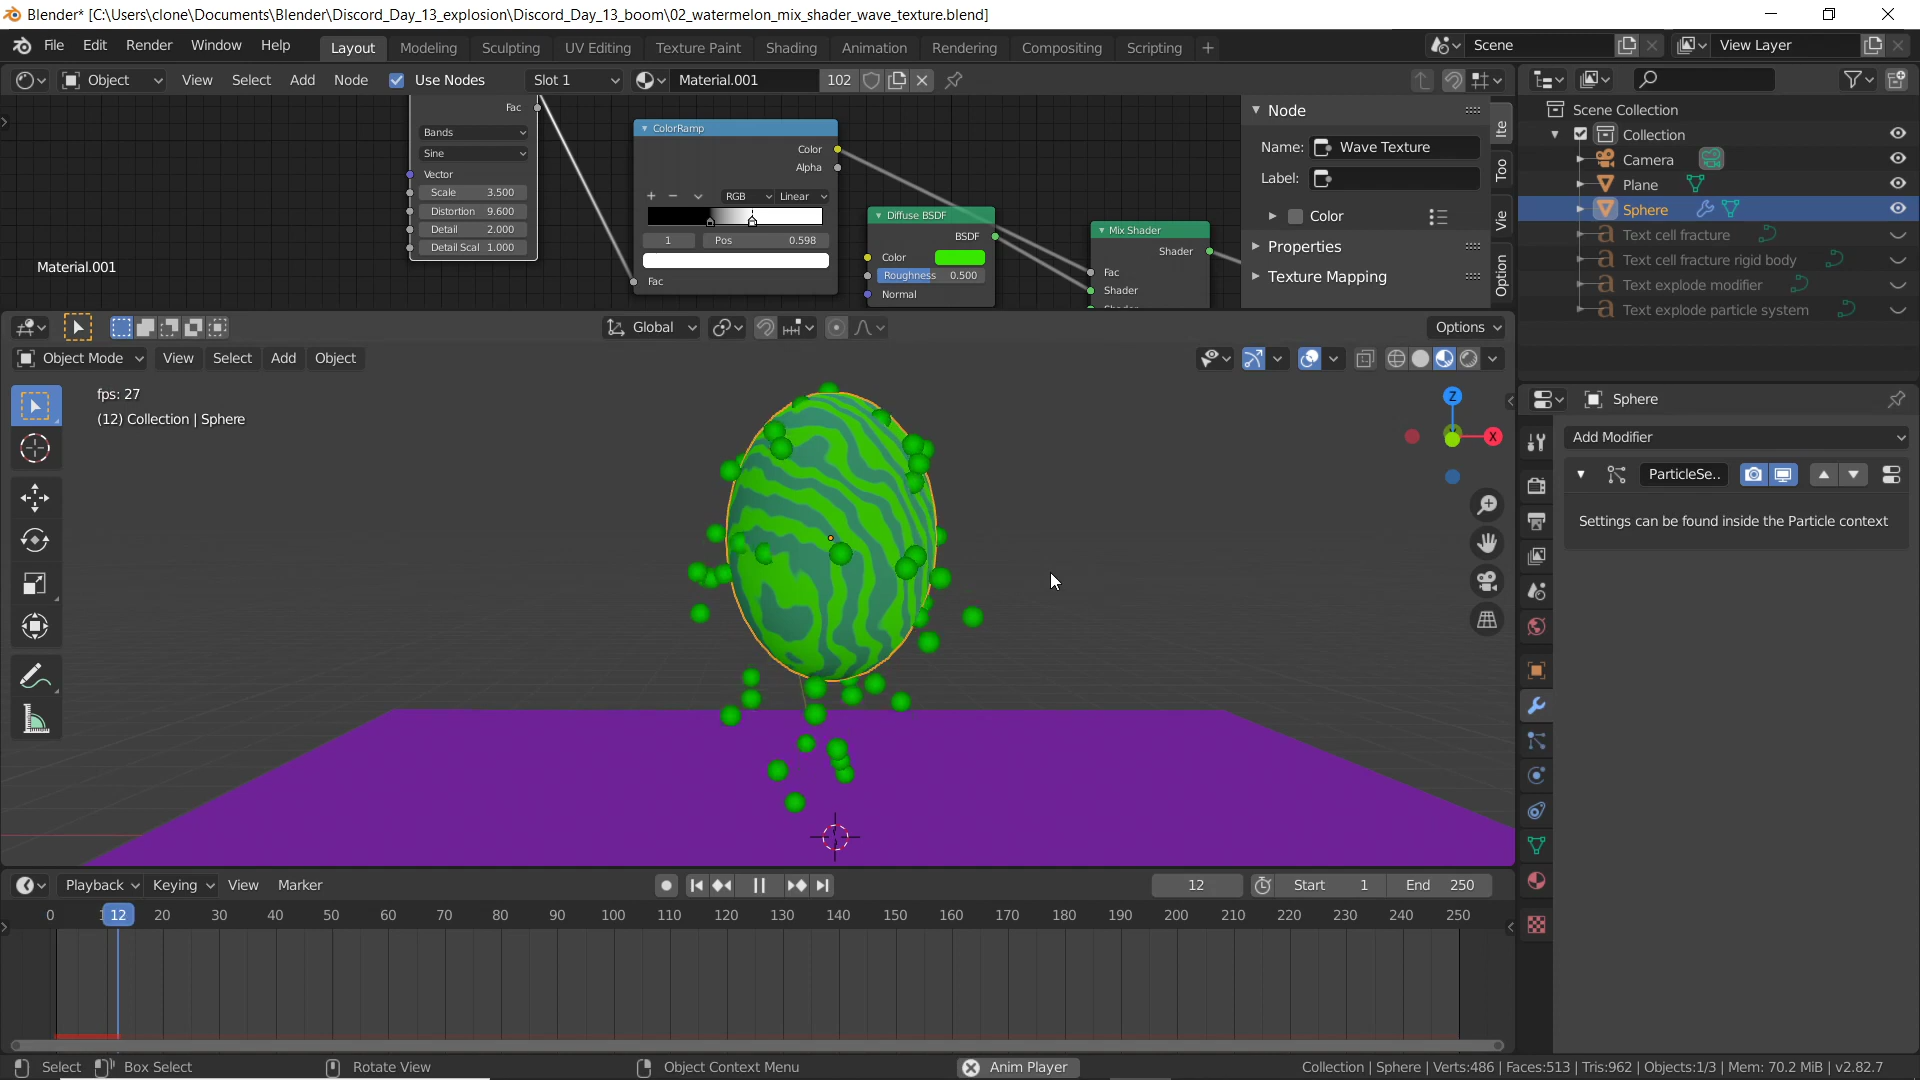 Blender* [C:\Users\clone\Documents\Blender\Discord_Day_13_explosion\Discord_Day_13_boom\02_watermelon_mix_shader_wave_texture.blend]
File Edit Render Window Help Layout Modeling Sculpting UV Editing Texture Paint Shading Animation Rendering Compositing Scripting + Scene View Layer
Object View Select Add Node Use Nodes Slot 1 Material.001 102
Fac
Bands
Sine
Vector
Scale 3.500
Distortion 9.600
Detail 2.000
Detail Scal 1.000
Material.001
ColorRamp
Color
Alpha
RGB Linear
1 Pos 0.598
Fac
Diffuse BSDF
BSDF
Color
Roughness 0.500
Normal
Mix Shader
Shader
Fac
Shader
Shader
Node
Name: Wave Texture
Label:
Color
Properties
Texture Mapping
Ite
Too
Vie
Option
Scene Collection
Collection
Camera
Plane
Sphere
Text cell fracture
Text cell fracture rigid body
Text explode modifier
Text explode particle system
Global Options
Object Mode View Select Add Object
fps: 27
(12) Collection | Sphere
Z
X
Sphere
Add Modifier
ParticleSe..
Settings can be found inside the Particle context
Playback Keying View Marker 12 Start 1 End 250
0 12 20 30 40 50 60 70 80 90 100 110 120 130 140 150 160 170 180 190 200 210 220 230 240 250
Select Box Select Rotate View Object Context Menu Anim Player Collection | Sphere | Verts:486 | Faces:513 | Tris:962 | Objects:1/3 | Mem: 70.2 MiB | v2.82.7